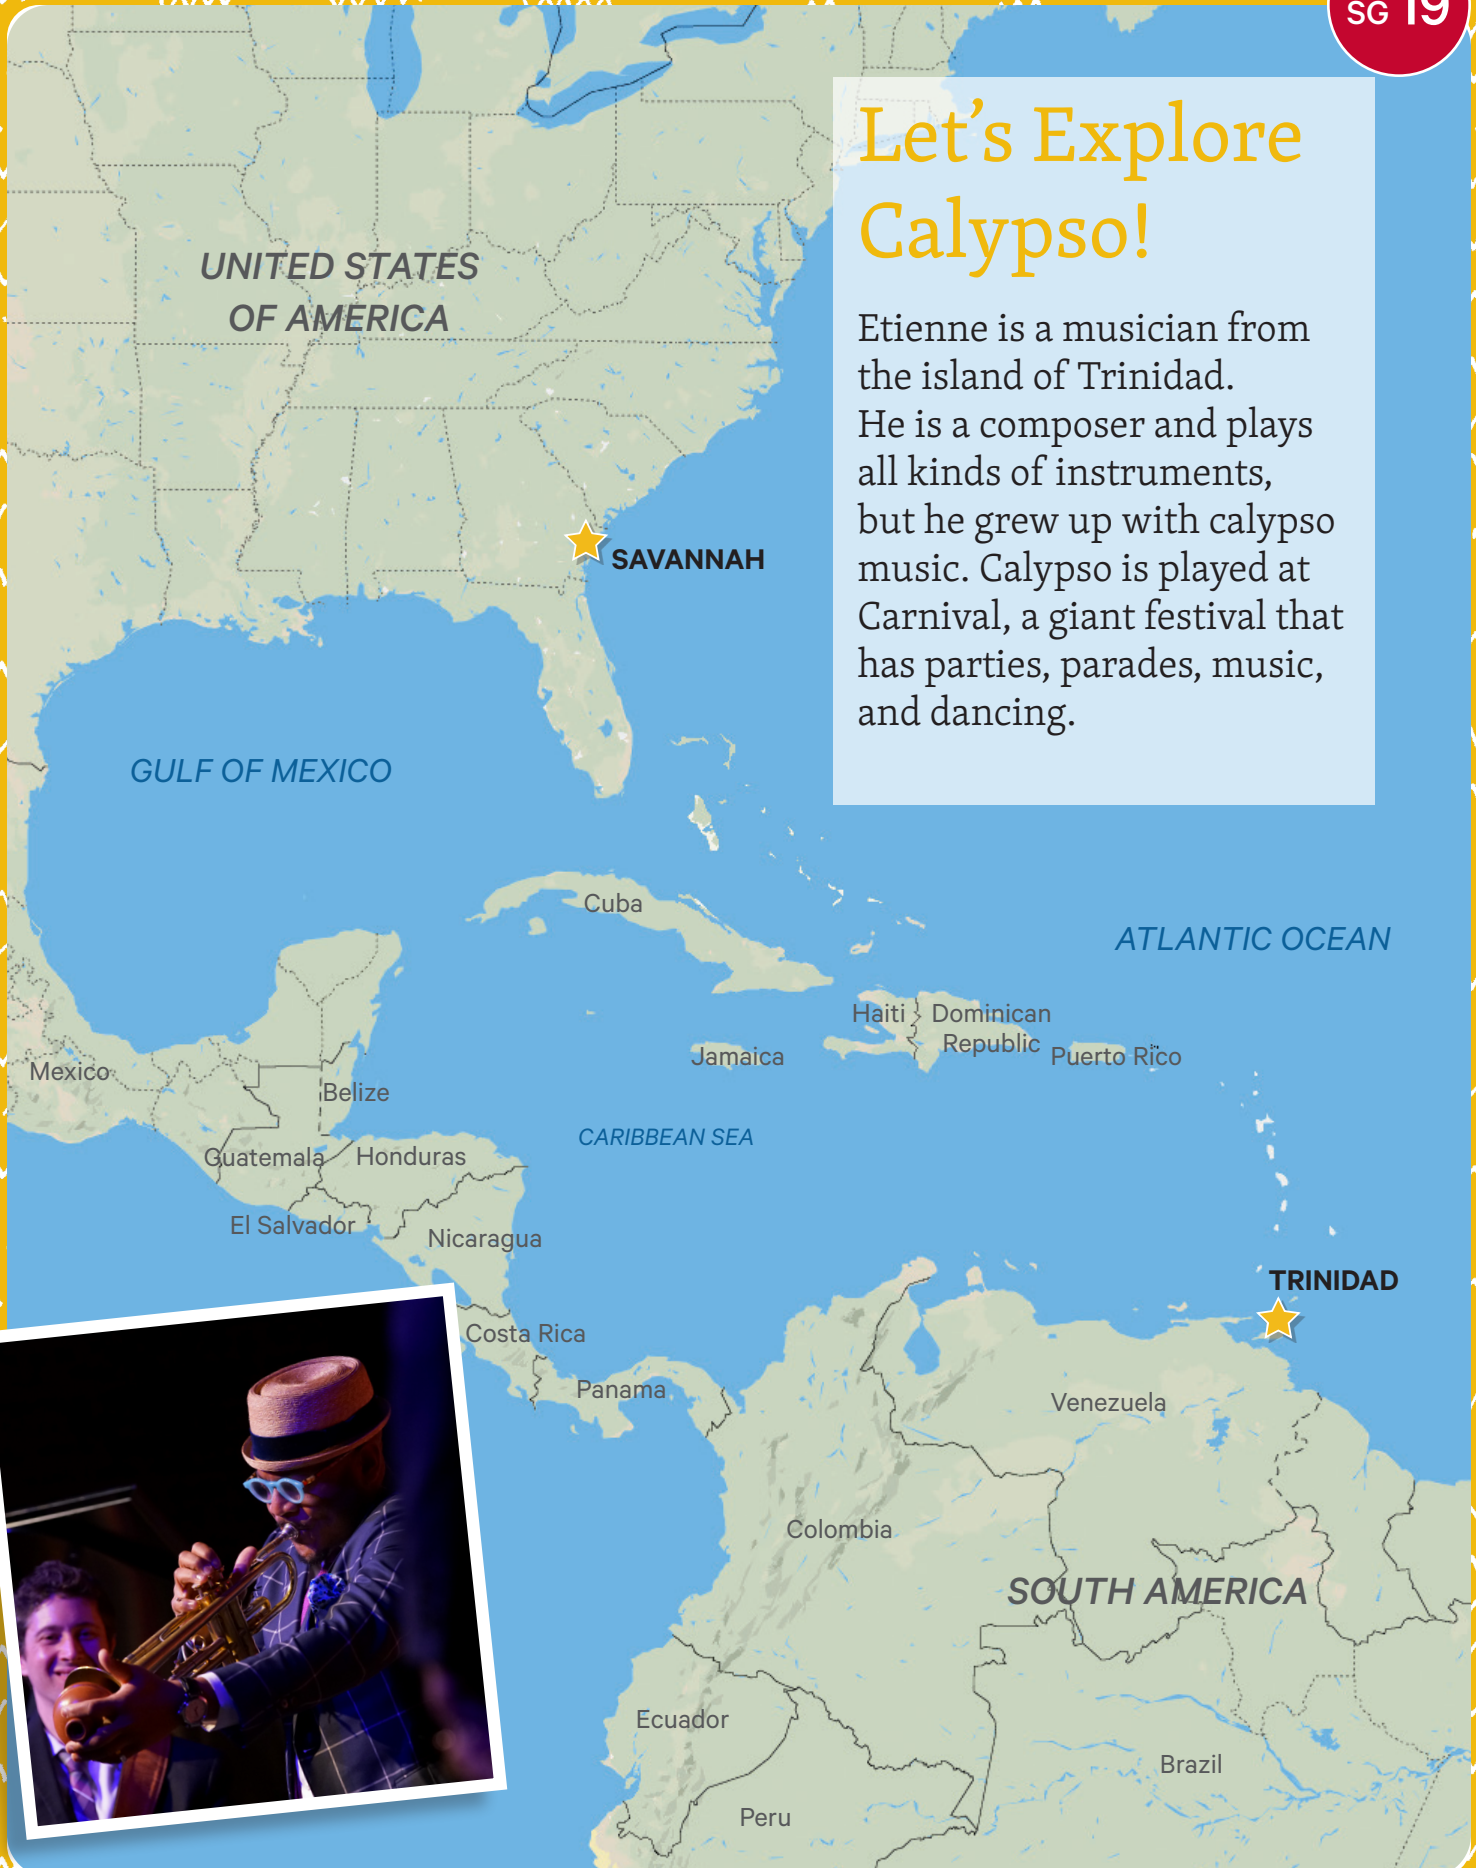 SG 19
Let's Explore
Calypso!
Etienne is a musician from
the island of Trinidad.
He is a composer and plays
all kinds of instruments,
but he grew up with calypso
music. Calypso is played at
Carnival, a giant festival that
has parties, parades, music,
and dancing.
UNITED STATES
OF AMERICA
SAVANNAH
GULF OF MEXICO
Cuba
ATLANTIC OCEAN
Haiti
Dominican
Republic
Jamaica
Puerto Rico
Mexico
Belize
CARIBBEAN SEA
Guatemala
Honduras
El Salvador
Nicaragua
TRINIDAD
Costa Rica
Panama
Venezuela
Colombia
SOUTH AMERICA
Ecuador
Brazil
Peru